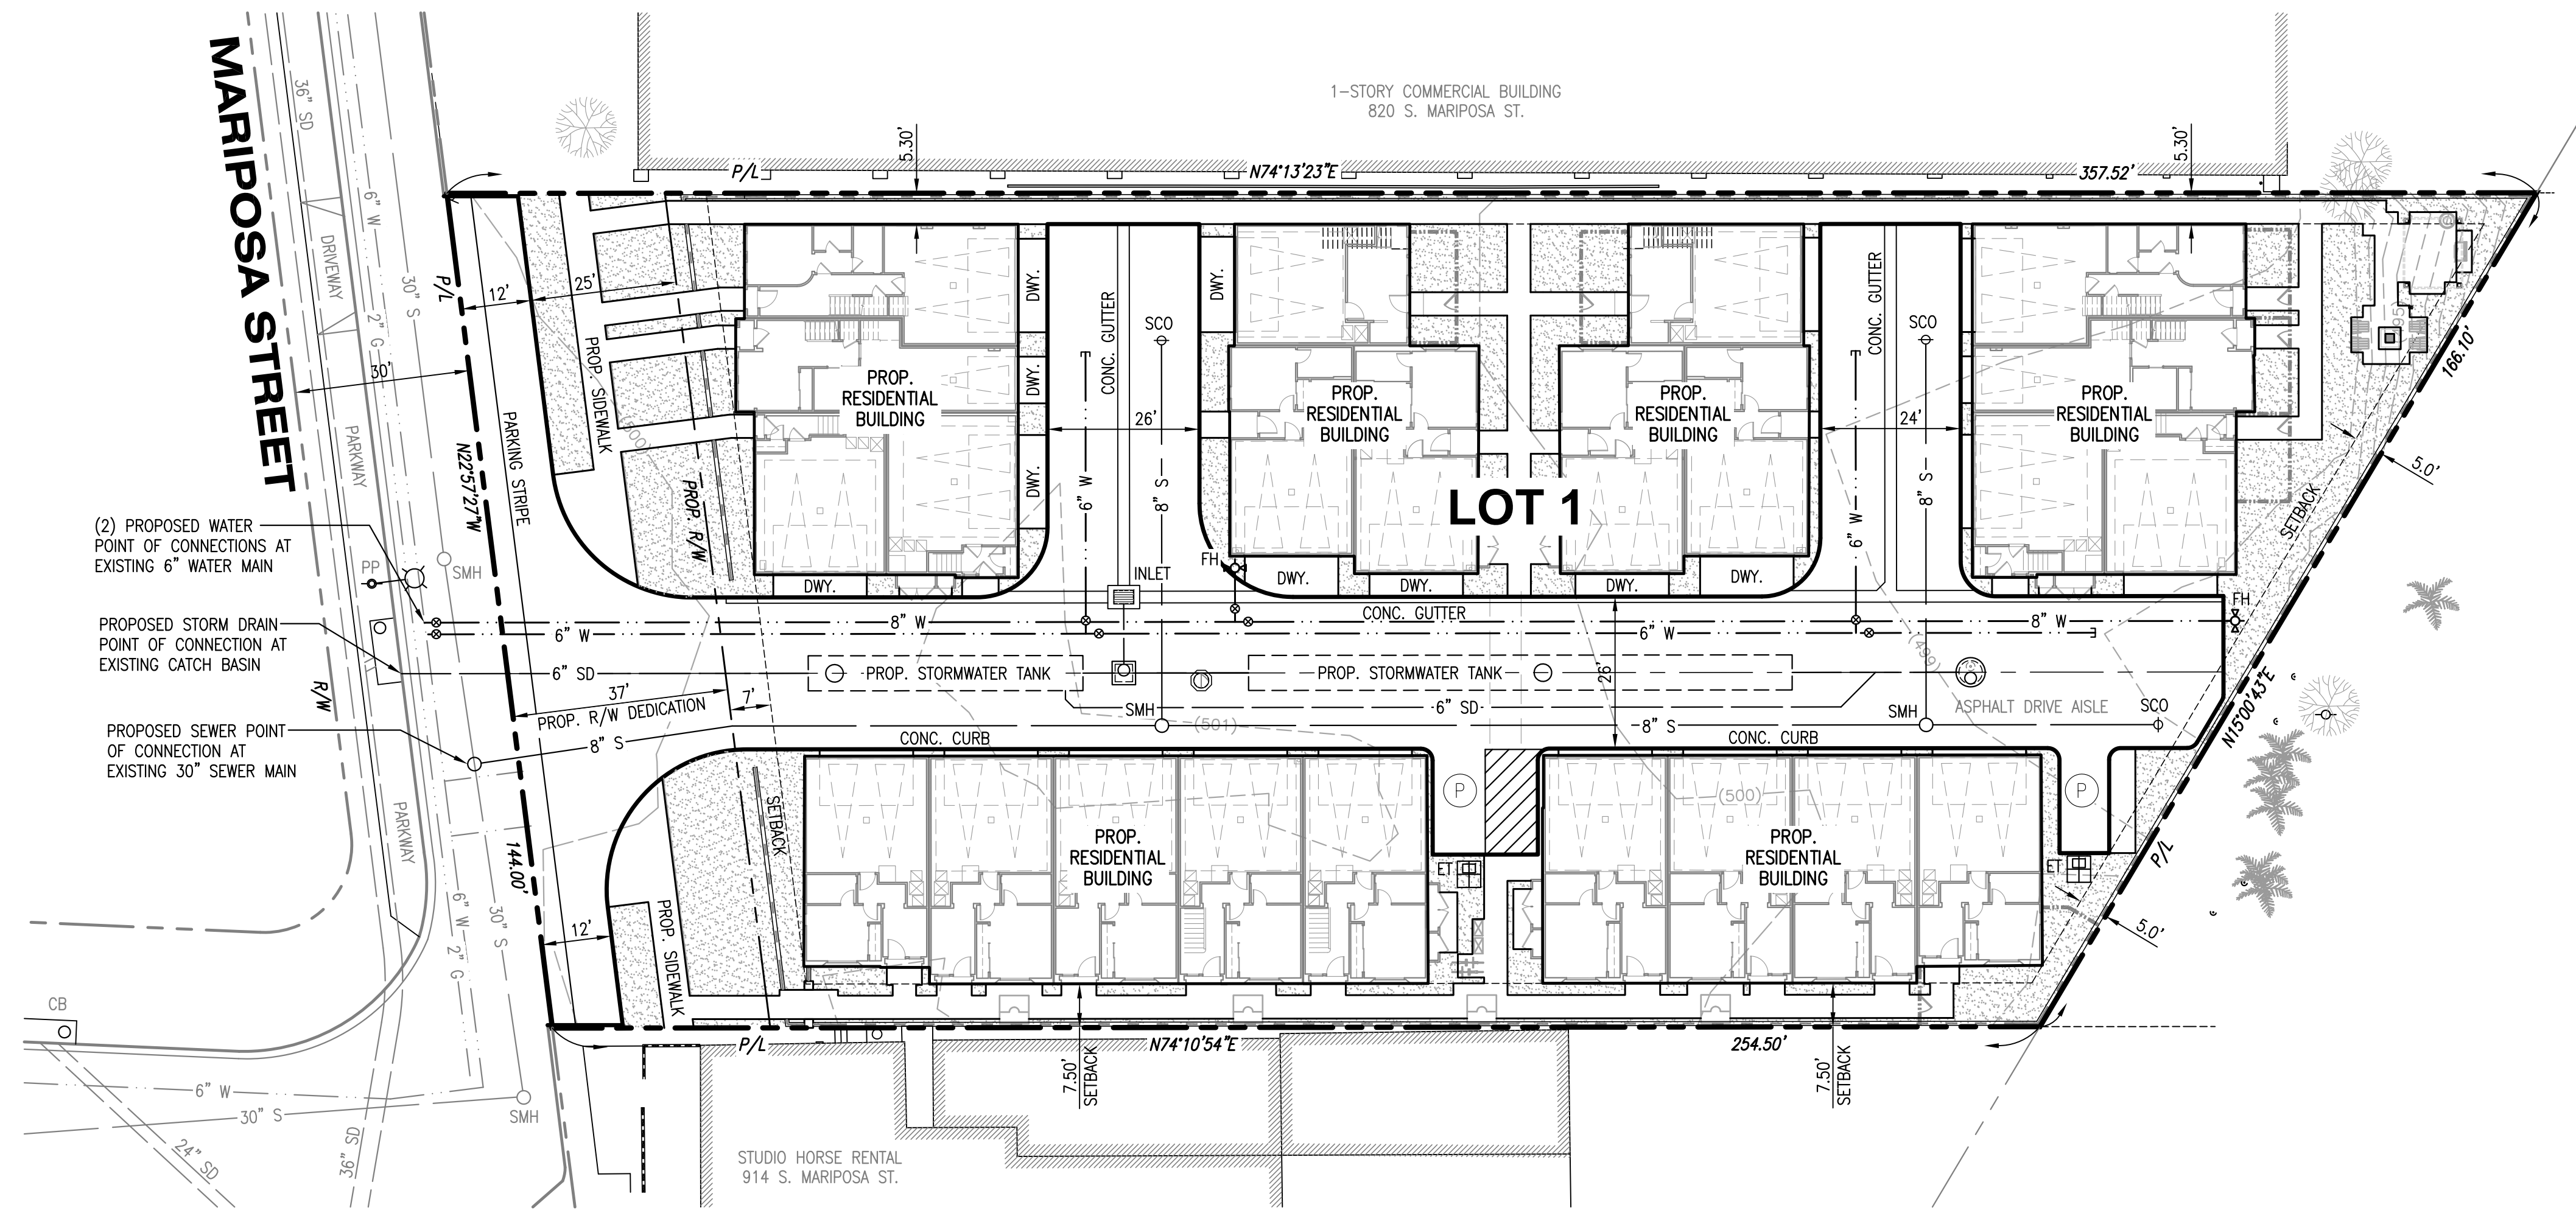 MARIPOSA STREET
36" SD
DRIVEWAY
6" W
2" G
30" S
PARKWAY
1-STORY COMMERCIAL BUILDING
820 S. MARIPOSA ST.
5.30'
P/L
N74°13'23"E
357.52'
5.30'
P/L
12'
25'
30'
PROP. SIDEWALK
(500)
PARKING STRIPE
N22°57'27"W
PROP. R/W
PROP.
RESIDENTIAL
BUILDING
DWY.
DWY.
DWY.
DWY.
CONC. GUTTER
SCO
DWY.
26'
6" W
8" S
INLET
FH
PROP.
RESIDENTIAL
BUILDING
DWY.
DWY.
LOT 1
PROP.
RESIDENTIAL
BUILDING
DWY.
DWY.
CONC. GUTTER
SCO
24'
6" W
8" S
PROP.
RESIDENTIAL
BUILDING
166.10'
5.0'
SETBACK
FH
(2) PROPOSED WATER
POINT OF CONNECTIONS AT
EXISTING 6" WATER MAIN
PP
SMH
PROPOSED STORM DRAIN
POINT OF CONNECTION AT
EXISTING CATCH BASIN
R/W
PROPOSED SEWER POINT
OF CONNECTION AT
EXISTING 30" SEWER MAIN
8" W
CONC. GUTTER
8" W
6" W
6" W
6" SD
PROP. STORMWATER TANK
PROP. STORMWATER TANK
26'
(499)
37'
PROP. R/W DEDICATION
7'
SMH
6" SD
(501)
SMH
ASPHALT DRIVE AISLE
SCO
N15°00'43"E
8" S
CONC. CURB
8" S
CONC. CURB
PARKWAY
144.00'
12'
PROP. SIDEWALK
SETBACK
PROP.
RESIDENTIAL
BUILDING
P
ET
(500)
PROP.
RESIDENTIAL
BUILDING
P
ET
P/L
5.0'
6" W
2" G
30" S
CB
P/L
N74°10'54"E
254.50'
7.50'
SETBACK
7.50'
SETBACK
6" W
30" S
SMH
24" SD
36" SD
STUDIO HORSE RENTAL
914 S. MARIPOSA ST.